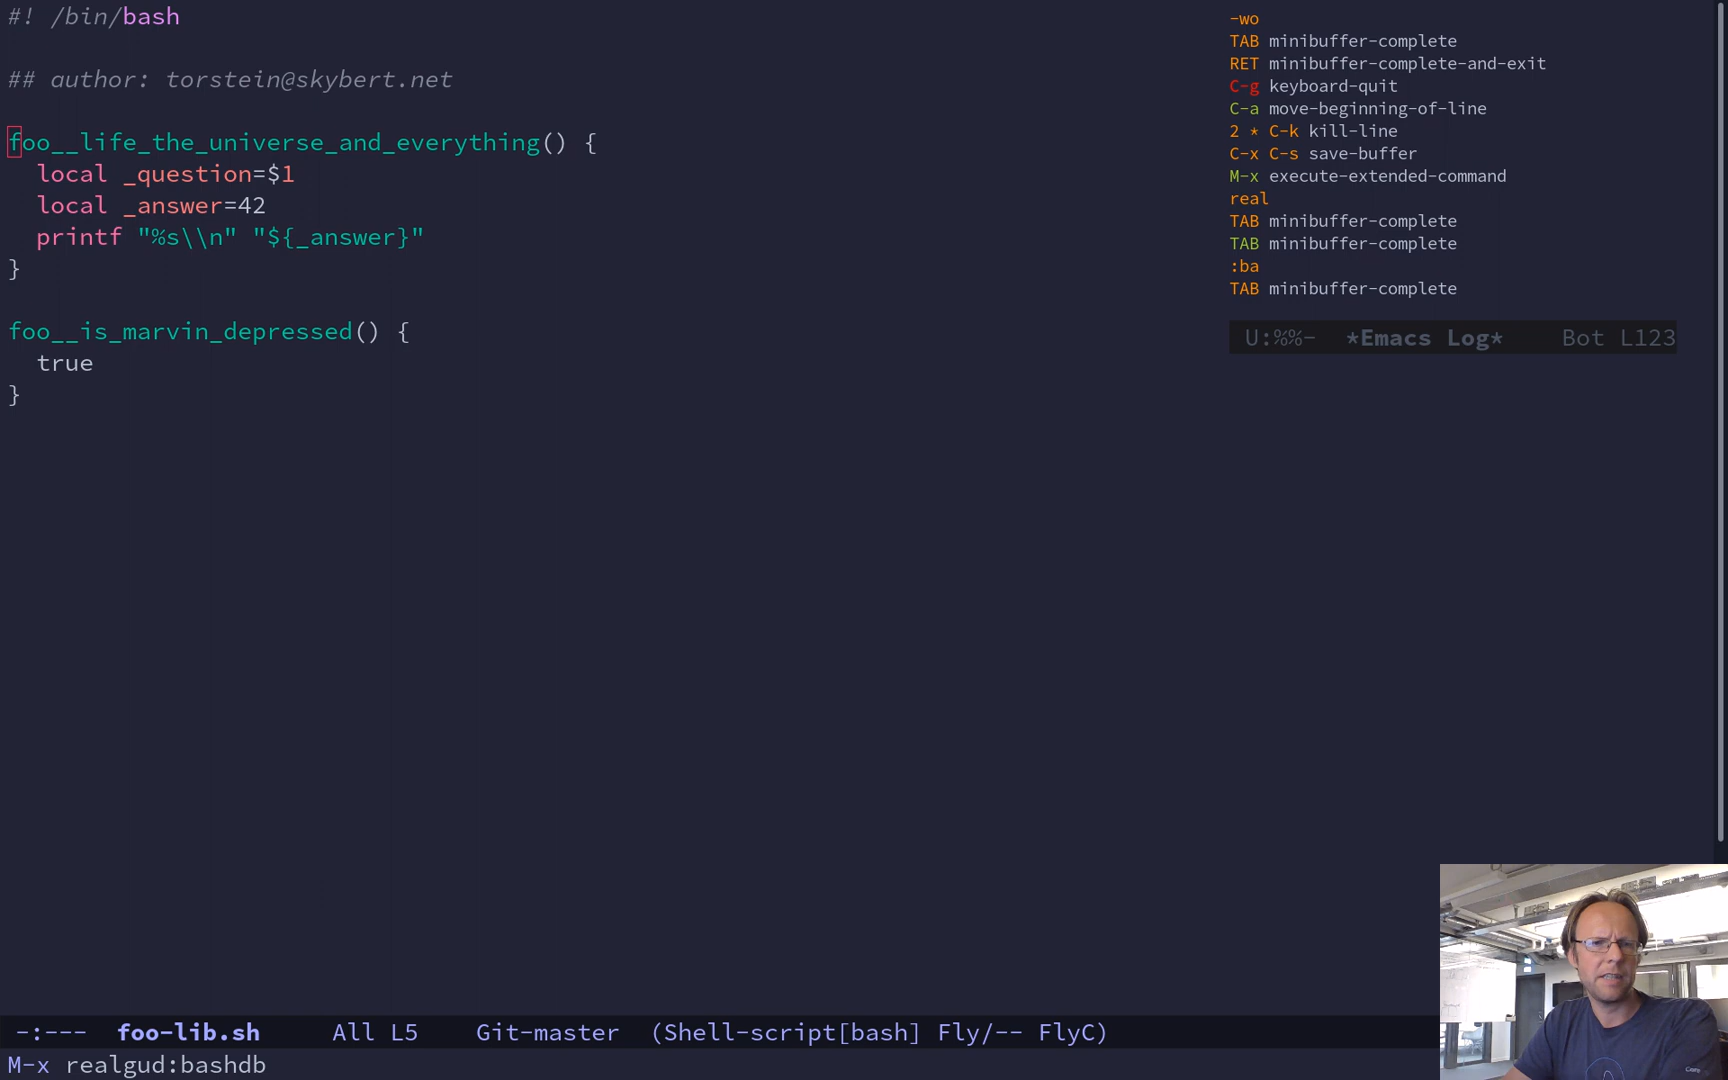 #! /bin/bash
## author: torstein@skybert.net
foo__life_the_universe_and_everything() {
local _question=$1
local _answer=42
printf "%s\\n" "${_answer}"
}
foo__is_marvin_depressed() {
true
}
-wo
TAB minibuffer-complete
RET minibuffer-complete-and-exit
C-g keyboard-quit
C-a move-beginning-of-line
2 * C-k kill-line
C-x C-s save-buffer
M-x execute-extended-command
real
TAB minibuffer-complete
TAB minibuffer-complete
:ba
TAB minibuffer-complete
U:%%- *Emacs Log* Bot L123
-:--- foo-lib.sh All L5 Git-master (Shell-script[bash] Fly/-- FlyC)
M-x realgud:bashdb